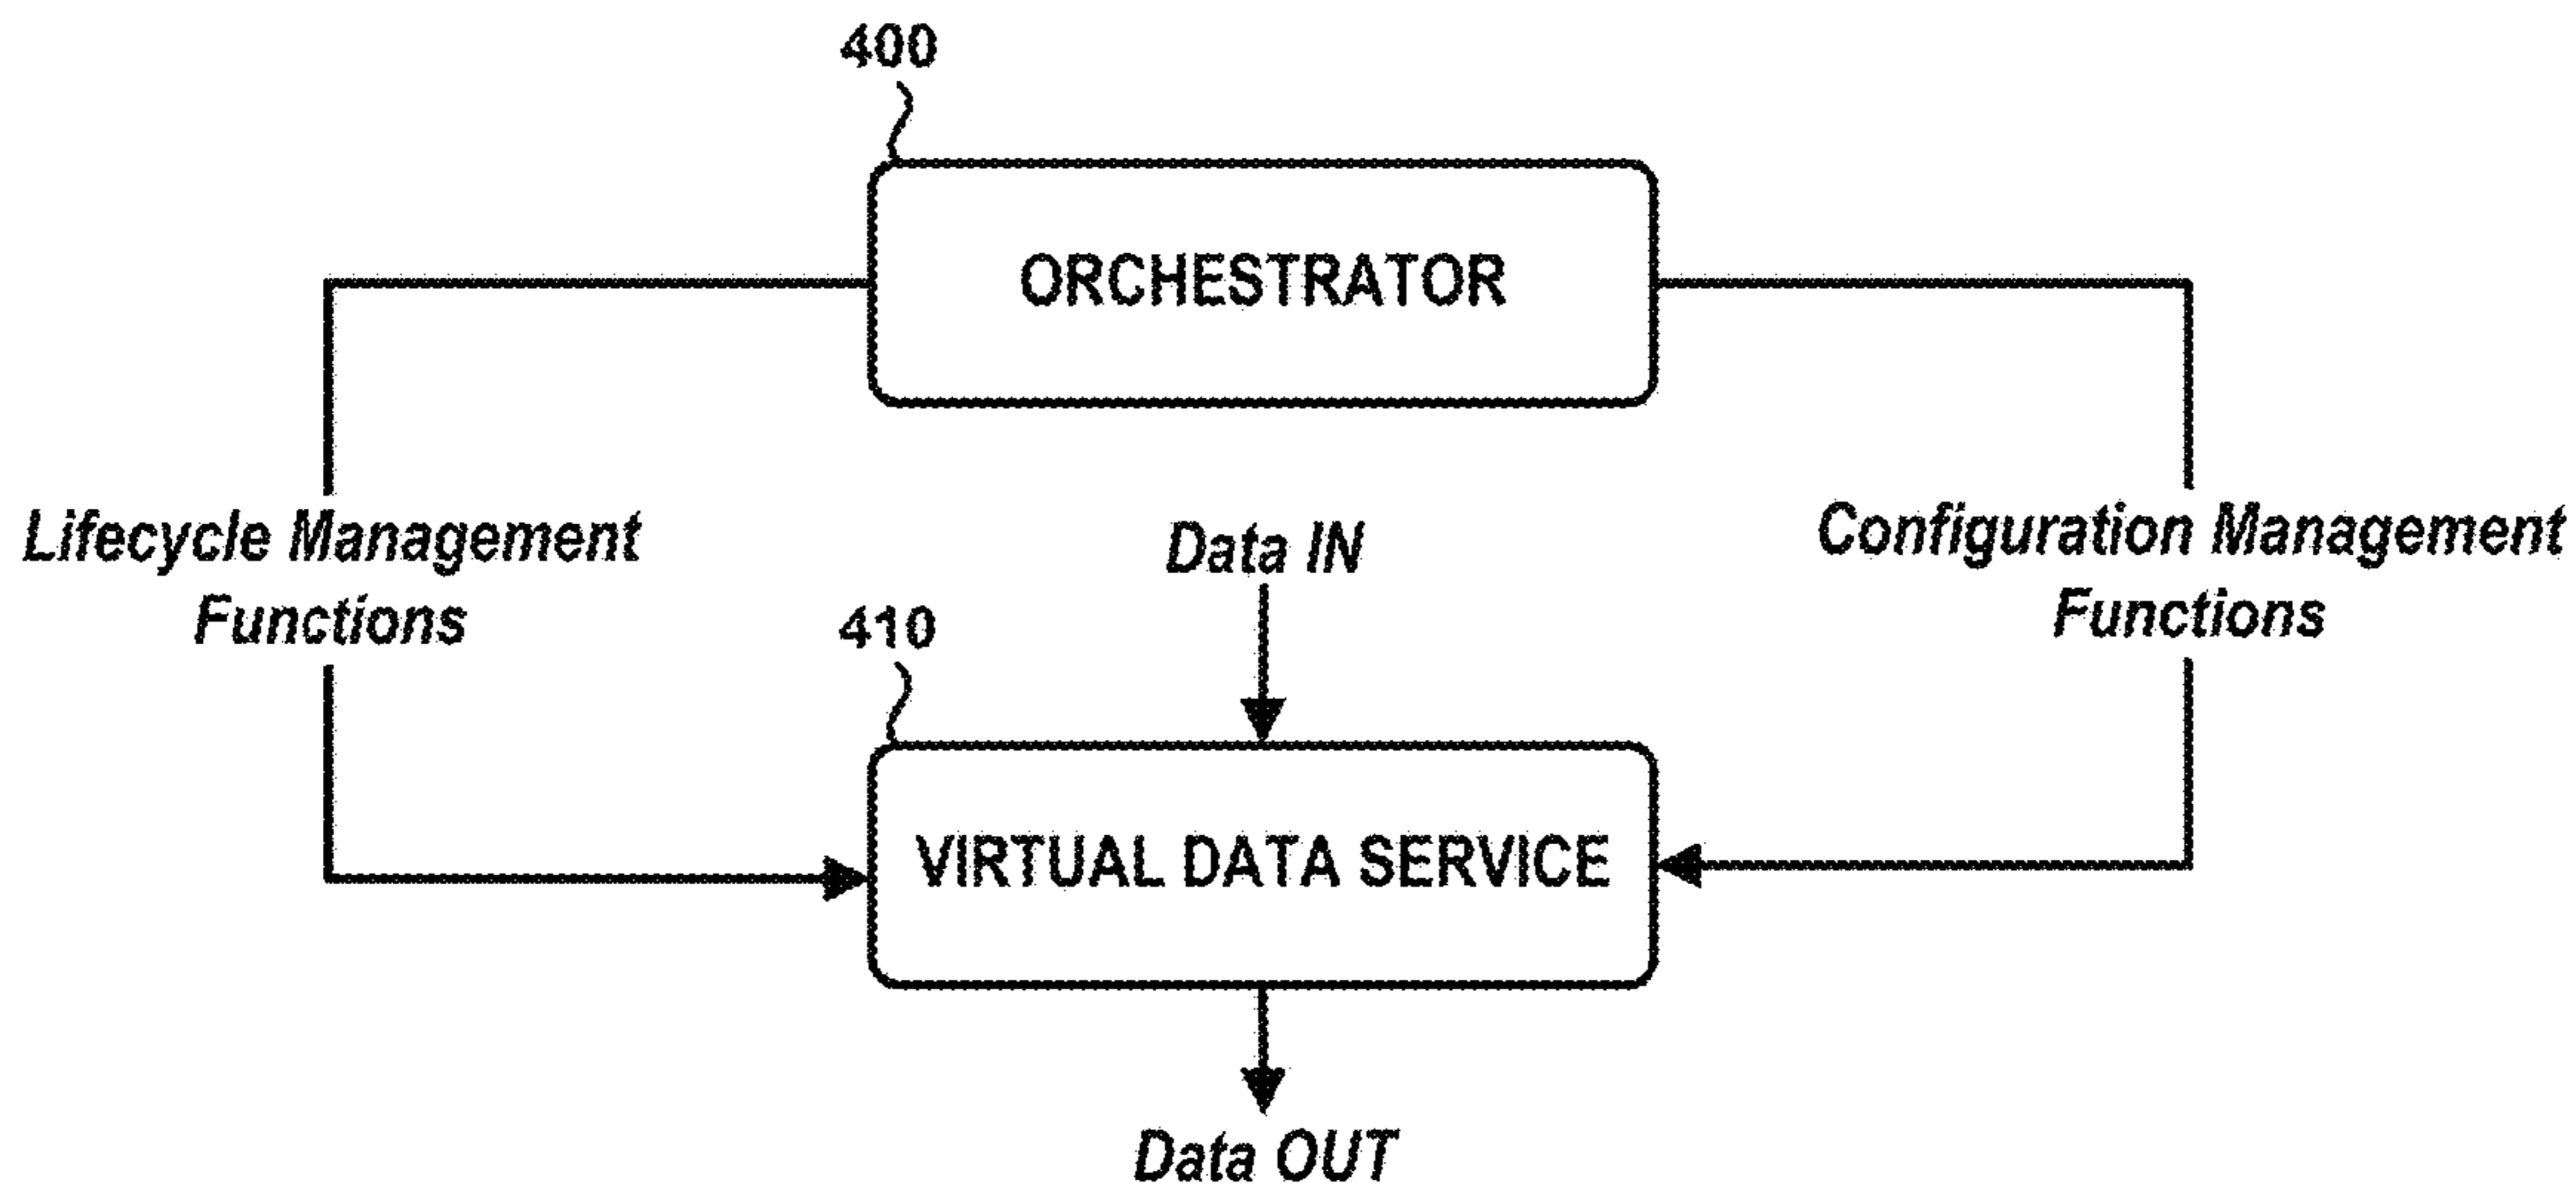 400
ORCHESTRATOR
Lifecycle Management
Functions
Data IN
Configuration Management
Functions
410
VIRTUAL DATA SERVICE
Data OUT